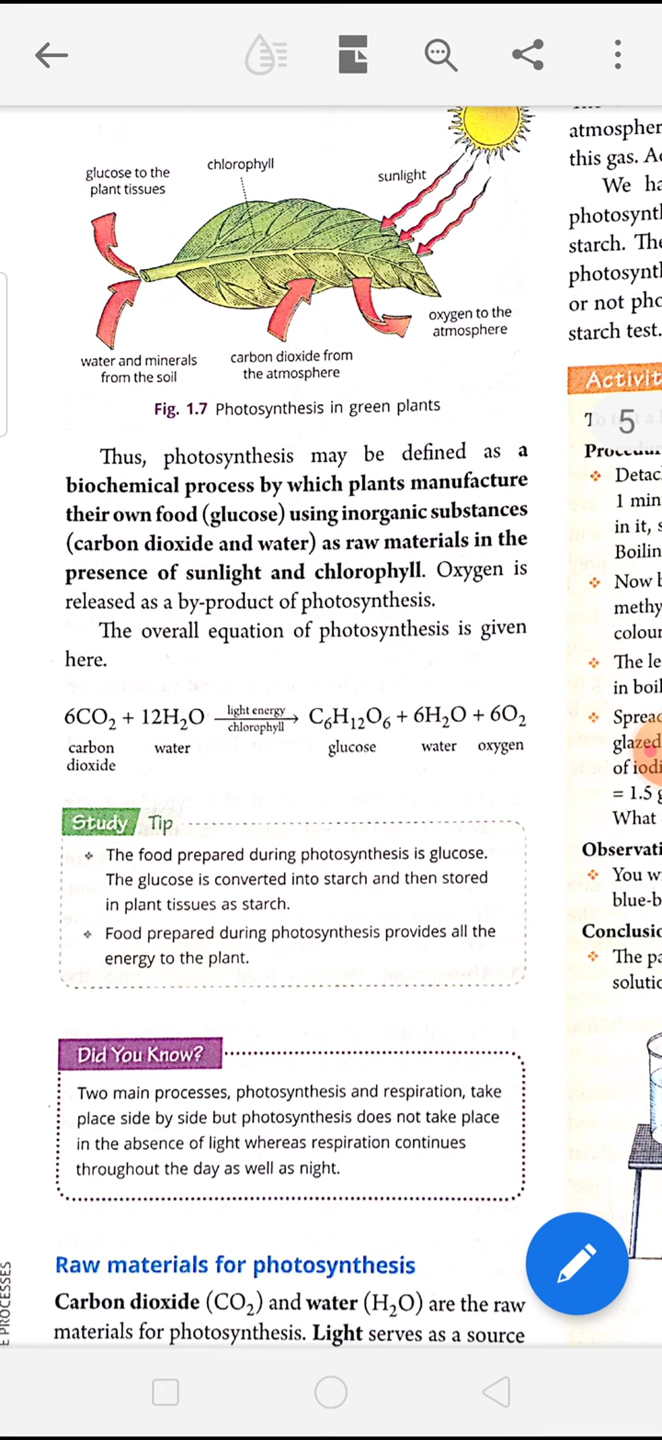 glucose to the
plant tissues
chlorophyll
sunlight
oxygen to the
atmosphere
water and minerals
from the soil
carbon dioxide from
the atmosphere
Fig. 1.7 Photosynthesis in green plants
Thus, photosynthesis may be defined as a
biochemical process by which plants manufacture
their own food (glucose) using inorganic substances
(carbon dioxide and water) as raw materials in the
presence of sunlight and chlorophyll. Oxygen is
released as a by-product of photosynthesis.
The overall equation of photosynthesis is given
here.
6CO₂ + 12H₂O light energy chlorophyll → C₆H₁₂O₆ + 6H₂O + 6O₂
carbon dioxide water glucose water oxygen
Study Tip
❖ The food prepared during photosynthesis is glucose.
The glucose is converted into starch and then stored
in plant tissues as starch.
❖ Food prepared during photosynthesis provides all the
energy to the plant.
Did You Know?
Two main processes, photosynthesis and respiration, take
place side by side but photosynthesis does not take place
in the absence of light whereas respiration continues
throughout the day as well as night.
Raw materials for photosynthesis
Carbon dioxide (CO₂) and water (H₂O) are the raw
materials for photosynthesis. Light serves as a source
PROCESSES
atmospher
this gas. A
We ha
photosynt
starch. The
photosynt
or not pho
starch test.
Activit
5
❖ Detac
1 min
in it, s
Boilin
❖ Now b
methy
colour
❖ The le
in boil
❖ Spread
glazed
of iodi
= 1.5 g
What
Observati
❖ You w
blue-b
Conclusio
❖ The pa
solutio